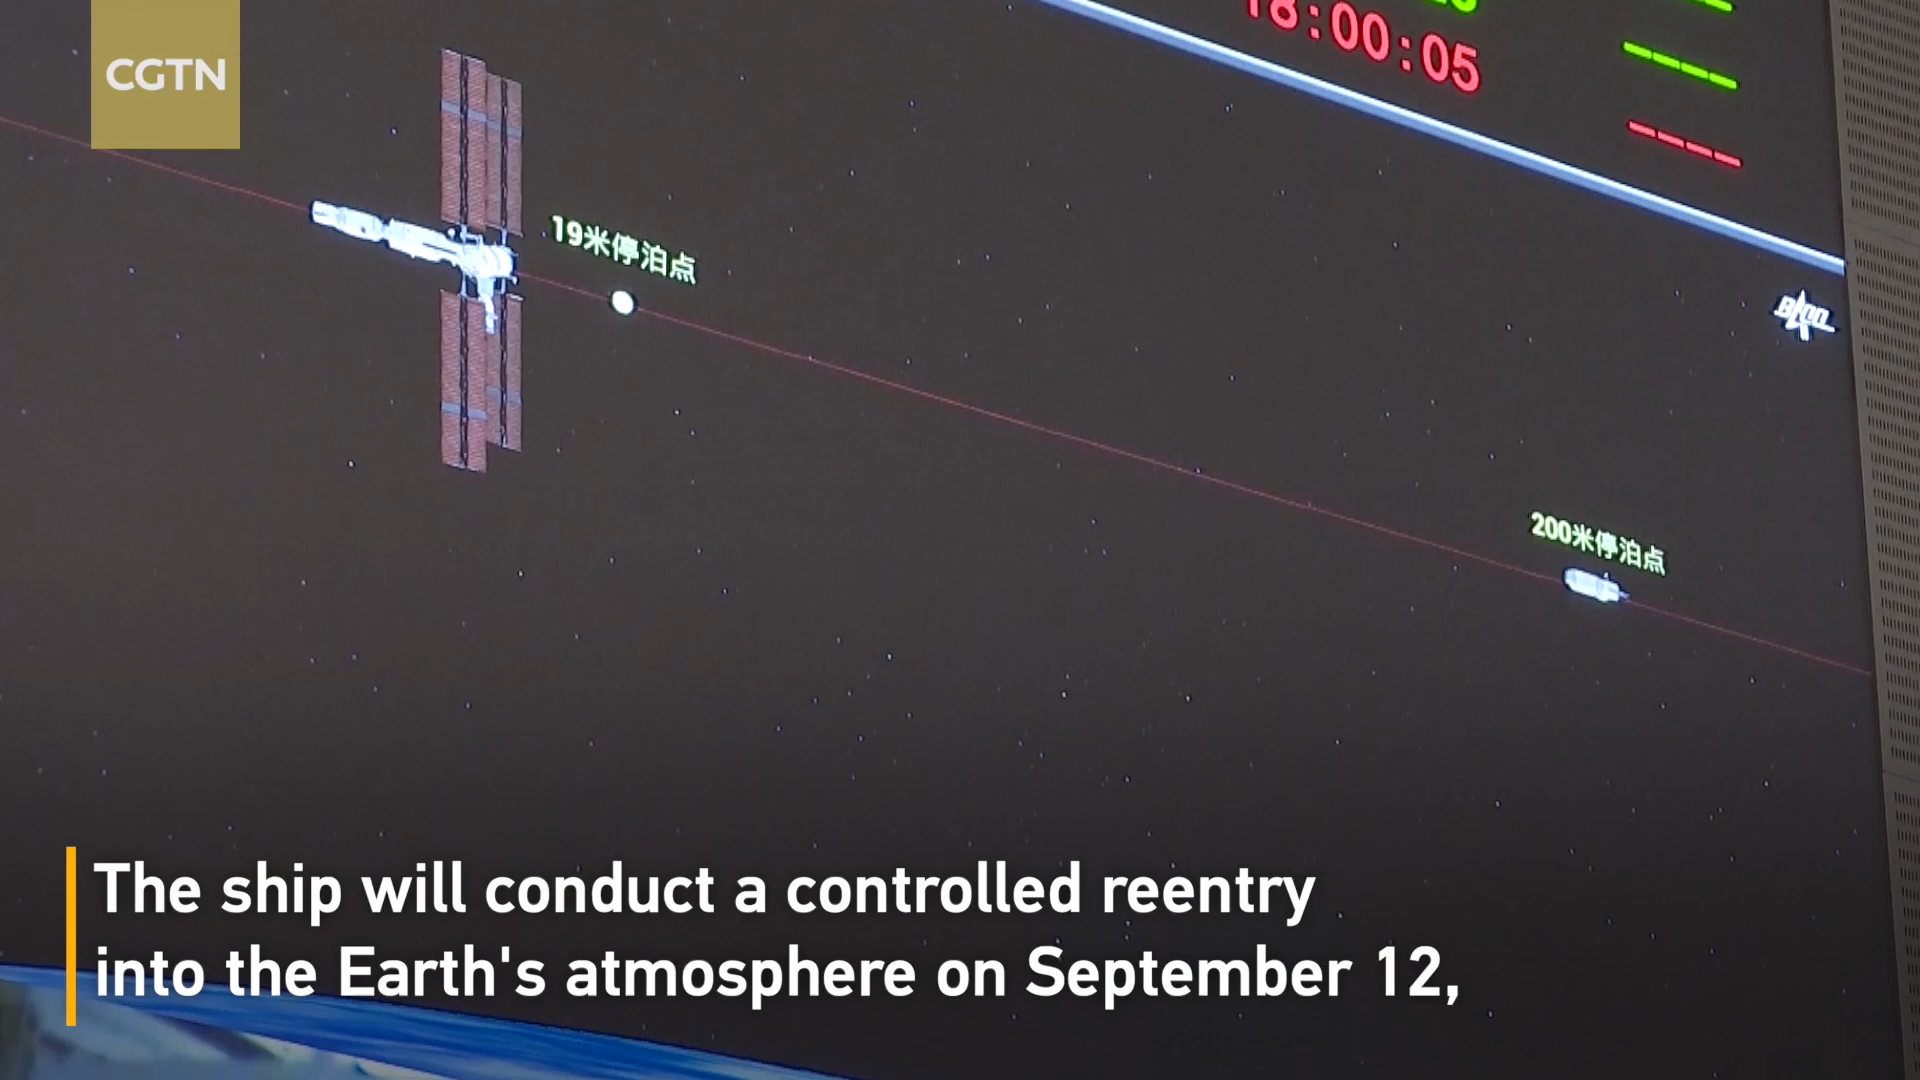 CGTN
18:00:05
19米停泊点
200米停泊点
The ship will conduct a controlled reentry
into the Earth's atmosphere on September 12,